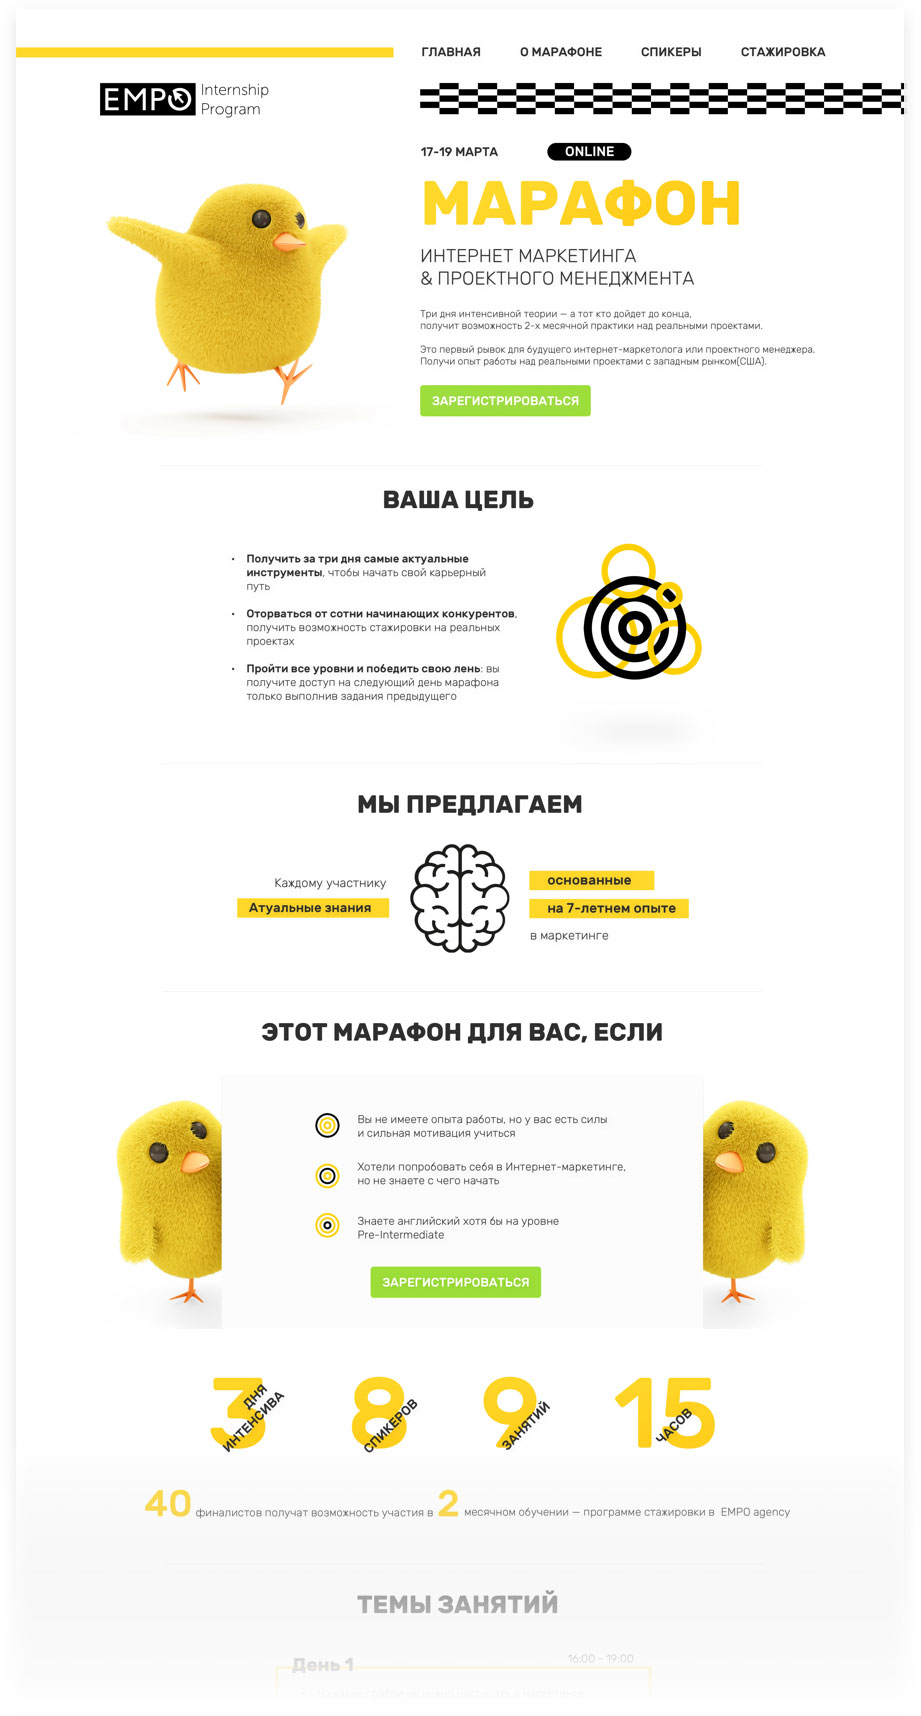 ГЛАВНАЯ О МАРАФОНЕ СПИКЕРЫ СТАЖИРОВКА
EMPO Internship
Program
17-19 МАРТА ONLINE
МАРАФОН
ИНТЕРНЕТ МАРКЕТИНГА
& ПРОЕКТНОГО МЕНЕДЖМЕНТА
Три дня интенсивной теории — а тот кто дойдет до конца,
получит возможность 2-х месячной практики над реальными проектами.
Это первый рывок для будущего интернет-маркетолога или проектного менеджера.
Получи опыт работы над реальными проектами с западным рынком(США).
ЗАРЕГИСТРИРОВАТЬСЯ
ВАША ЦЕЛЬ
• Получить за три дня самые актуальные
инструменты, чтобы начать свой карьерный
путь
• Оторваться от сотни начинающих конкурентов,
получить возможность стажировки на реальных
проектах
• Пройти все уровни и победить свою лень: вы
получите доступ на следующий день марафона
только выполнив задания предыдущего
МЫ ПРЕДЛАГАЕМ
Каждому участнику
Атуальные знания
основанные
на 7-летнем опыте
в маркетинге
ЭТОТ МАРАФОН ДЛЯ ВАС, ЕСЛИ
Вы не имеете опыта работы, но у вас есть силы
и сильная мотивация учиться
Хотели попробовать себя в Интернет-маркетинге,
но не знаете с чего начать
Знаете английский хотя бы на уровне
Pre-Intermediate
ЗАРЕГИСТРИРОВАТЬСЯ
3 ДНЯ
ИНТЕНСИВА
8 СПИКЕРОВ
9 ЗАНЯТИЙ
15 ЧАСОВ
40 финалистов получат возможность участия в 2 месячном обучении — программе стажировки в EMPO agency
ТЕМЫ ЗАНЯТИЙ
День 1 16:00 - 19:00